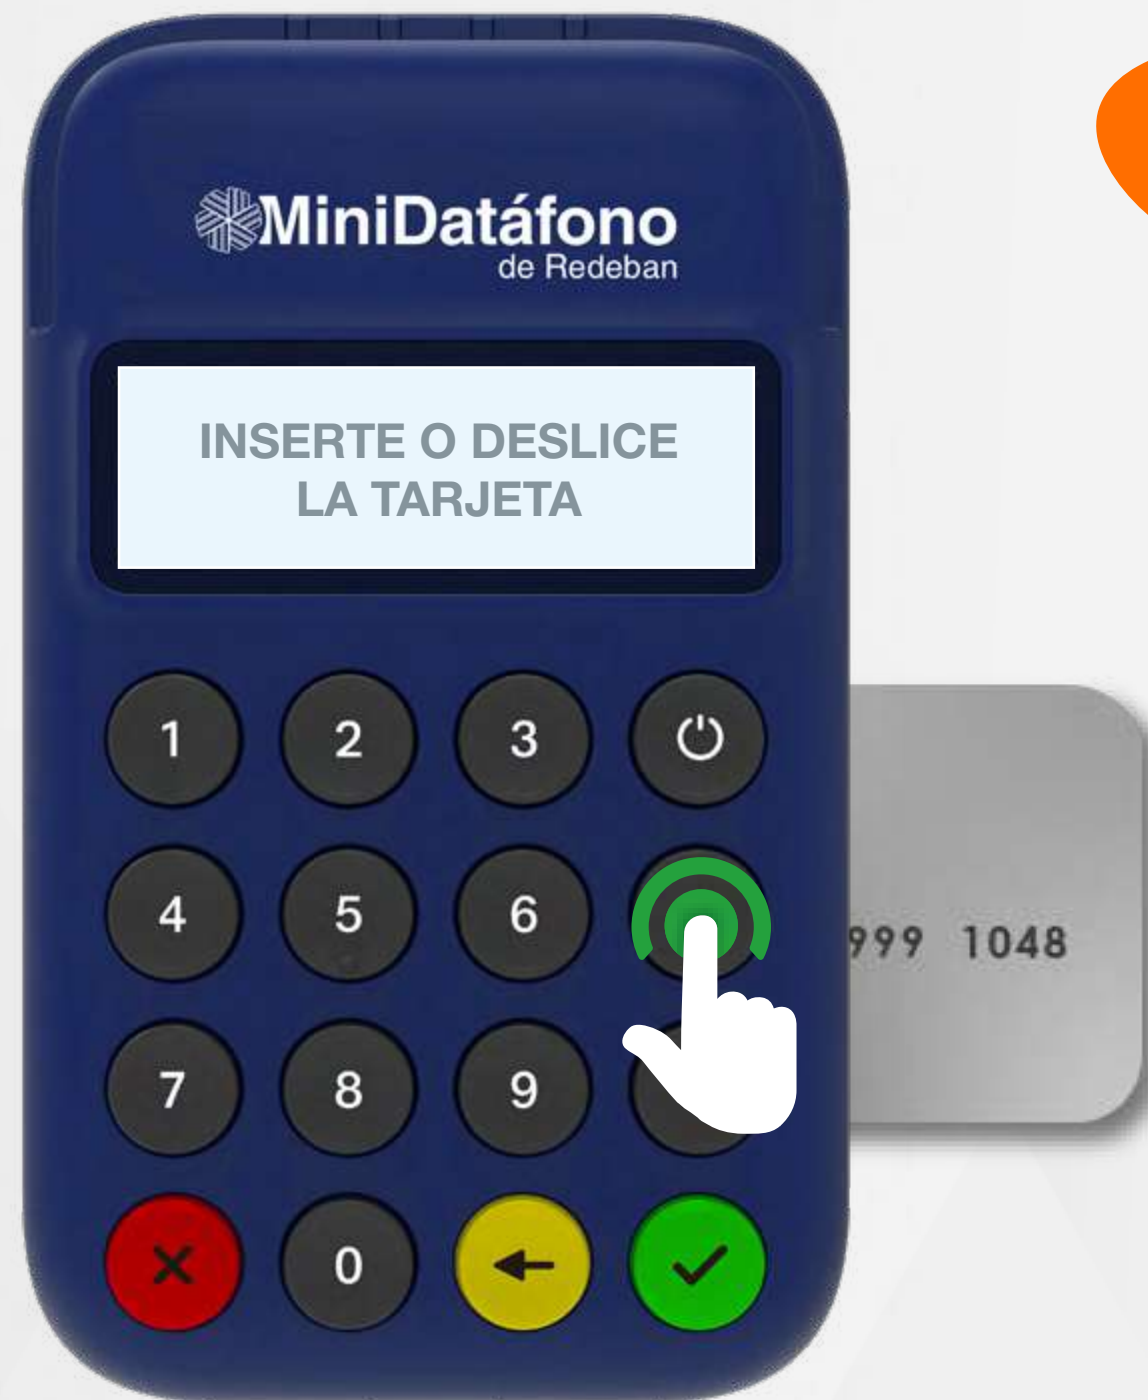 MiniDatáfono
de Redeban
INSERTE O DESLICE
LA TARJETA
1 2 3
4 5 6
999 1048
7 8 9
0